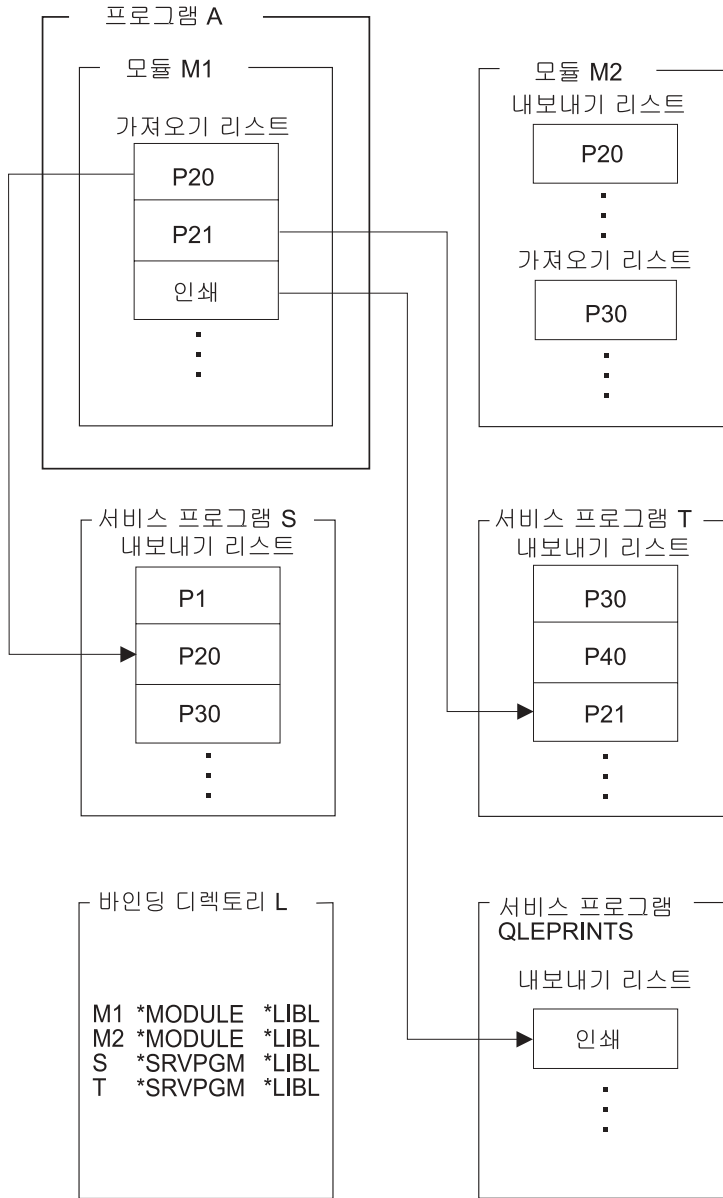 프로그램 A
모듈 M1
가져오기 리스트
P20
P21
인쇄
모듈 M2
내보내기 리스트
P20
가져오기 리스트
P30
서비스 프로그램 S
내보내기 리스트
P1
P20
P30
서비스 프로그램 T
내보내기 리스트
P30
P40
P21
바인딩 디렉토리 L
M1 *MODULE *LIBL
M2 *MODULE *LIBL
S *SRVPGM *LIBL
T *SRVPGM *LIBL
서비스 프로그램
QLEPRINTS
내보내기 리스트
인쇄